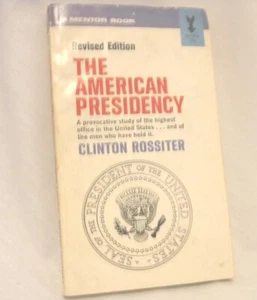 A MENTOR BOOK
Revised Edition
THE
AMERICAN
PRESIDENCY
A provocative study of the highest
office in the United States . . . and of
the men who have held it.
CLINTON ROSSITER
SEAL OF THE PRESIDENT OF THE UNITED STATES